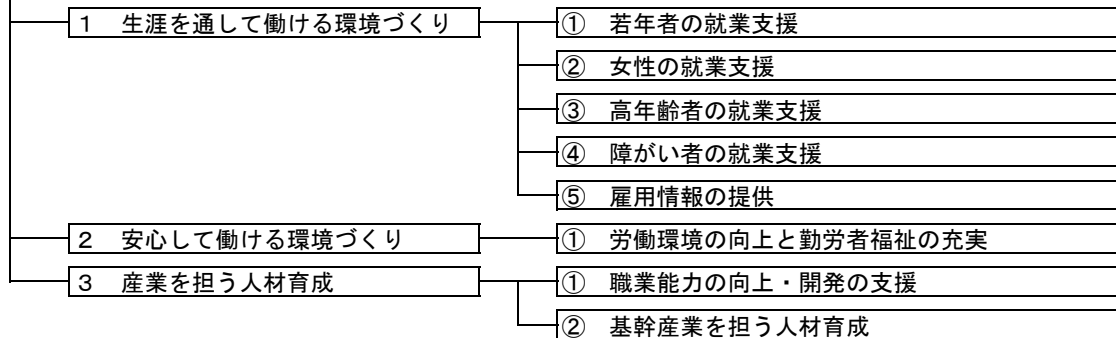 １　生涯を通して働ける環境づくり
①　若年者の就業支援
②　女性の就業支援
③　高年齢者の就業支援
④　障がい者の就業支援
⑤　雇用情報の提供
２　安心して働ける環境づくり
①　労働環境の向上と勤労者福祉の充実
３　産業を担う人材育成
①　職業能力の向上・開発の支援
②　基幹産業を担う人材育成